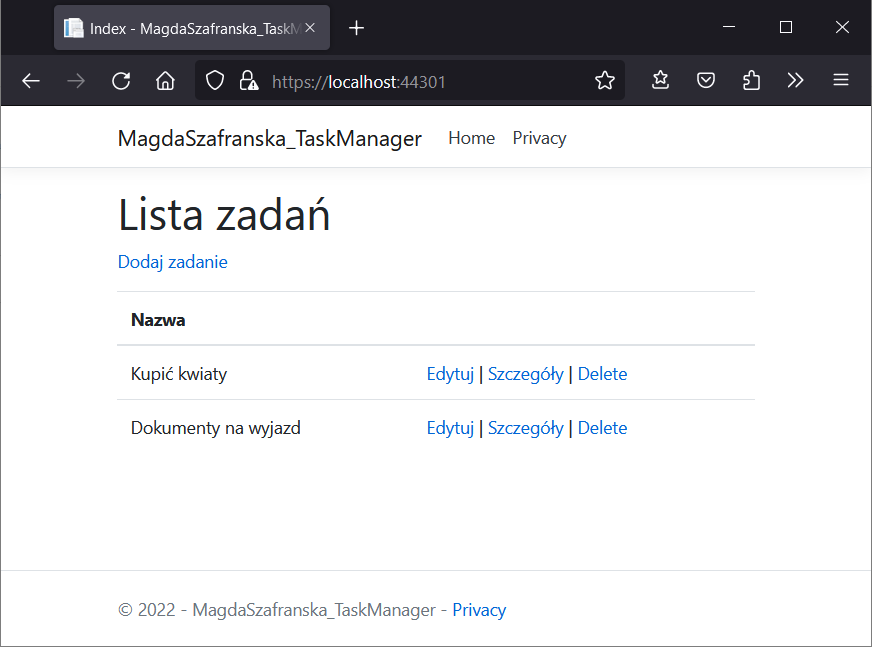 Index - MagdaSzafranska_TaskM
https://localhost:44301
MagdaSzafranska_TaskManager Home Privacy
Lista zadań
Dodaj zadanie
Nazwa
Kupić kwiaty Edytuj | Szczegóły | Delete
Dokumenty na wyjazd Edytuj | Szczegóły | Delete
© 2022 - MagdaSzafranska_TaskManager - Privacy